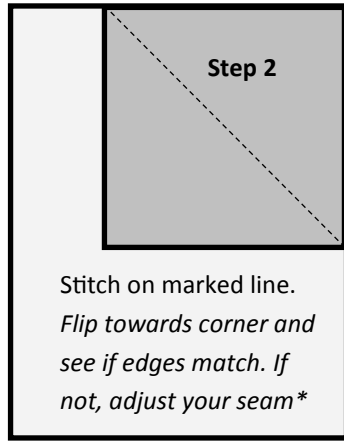 Step 2
Stitch on marked line.
Flip towards corner and
see if edges match. If
not, adjust your seam*